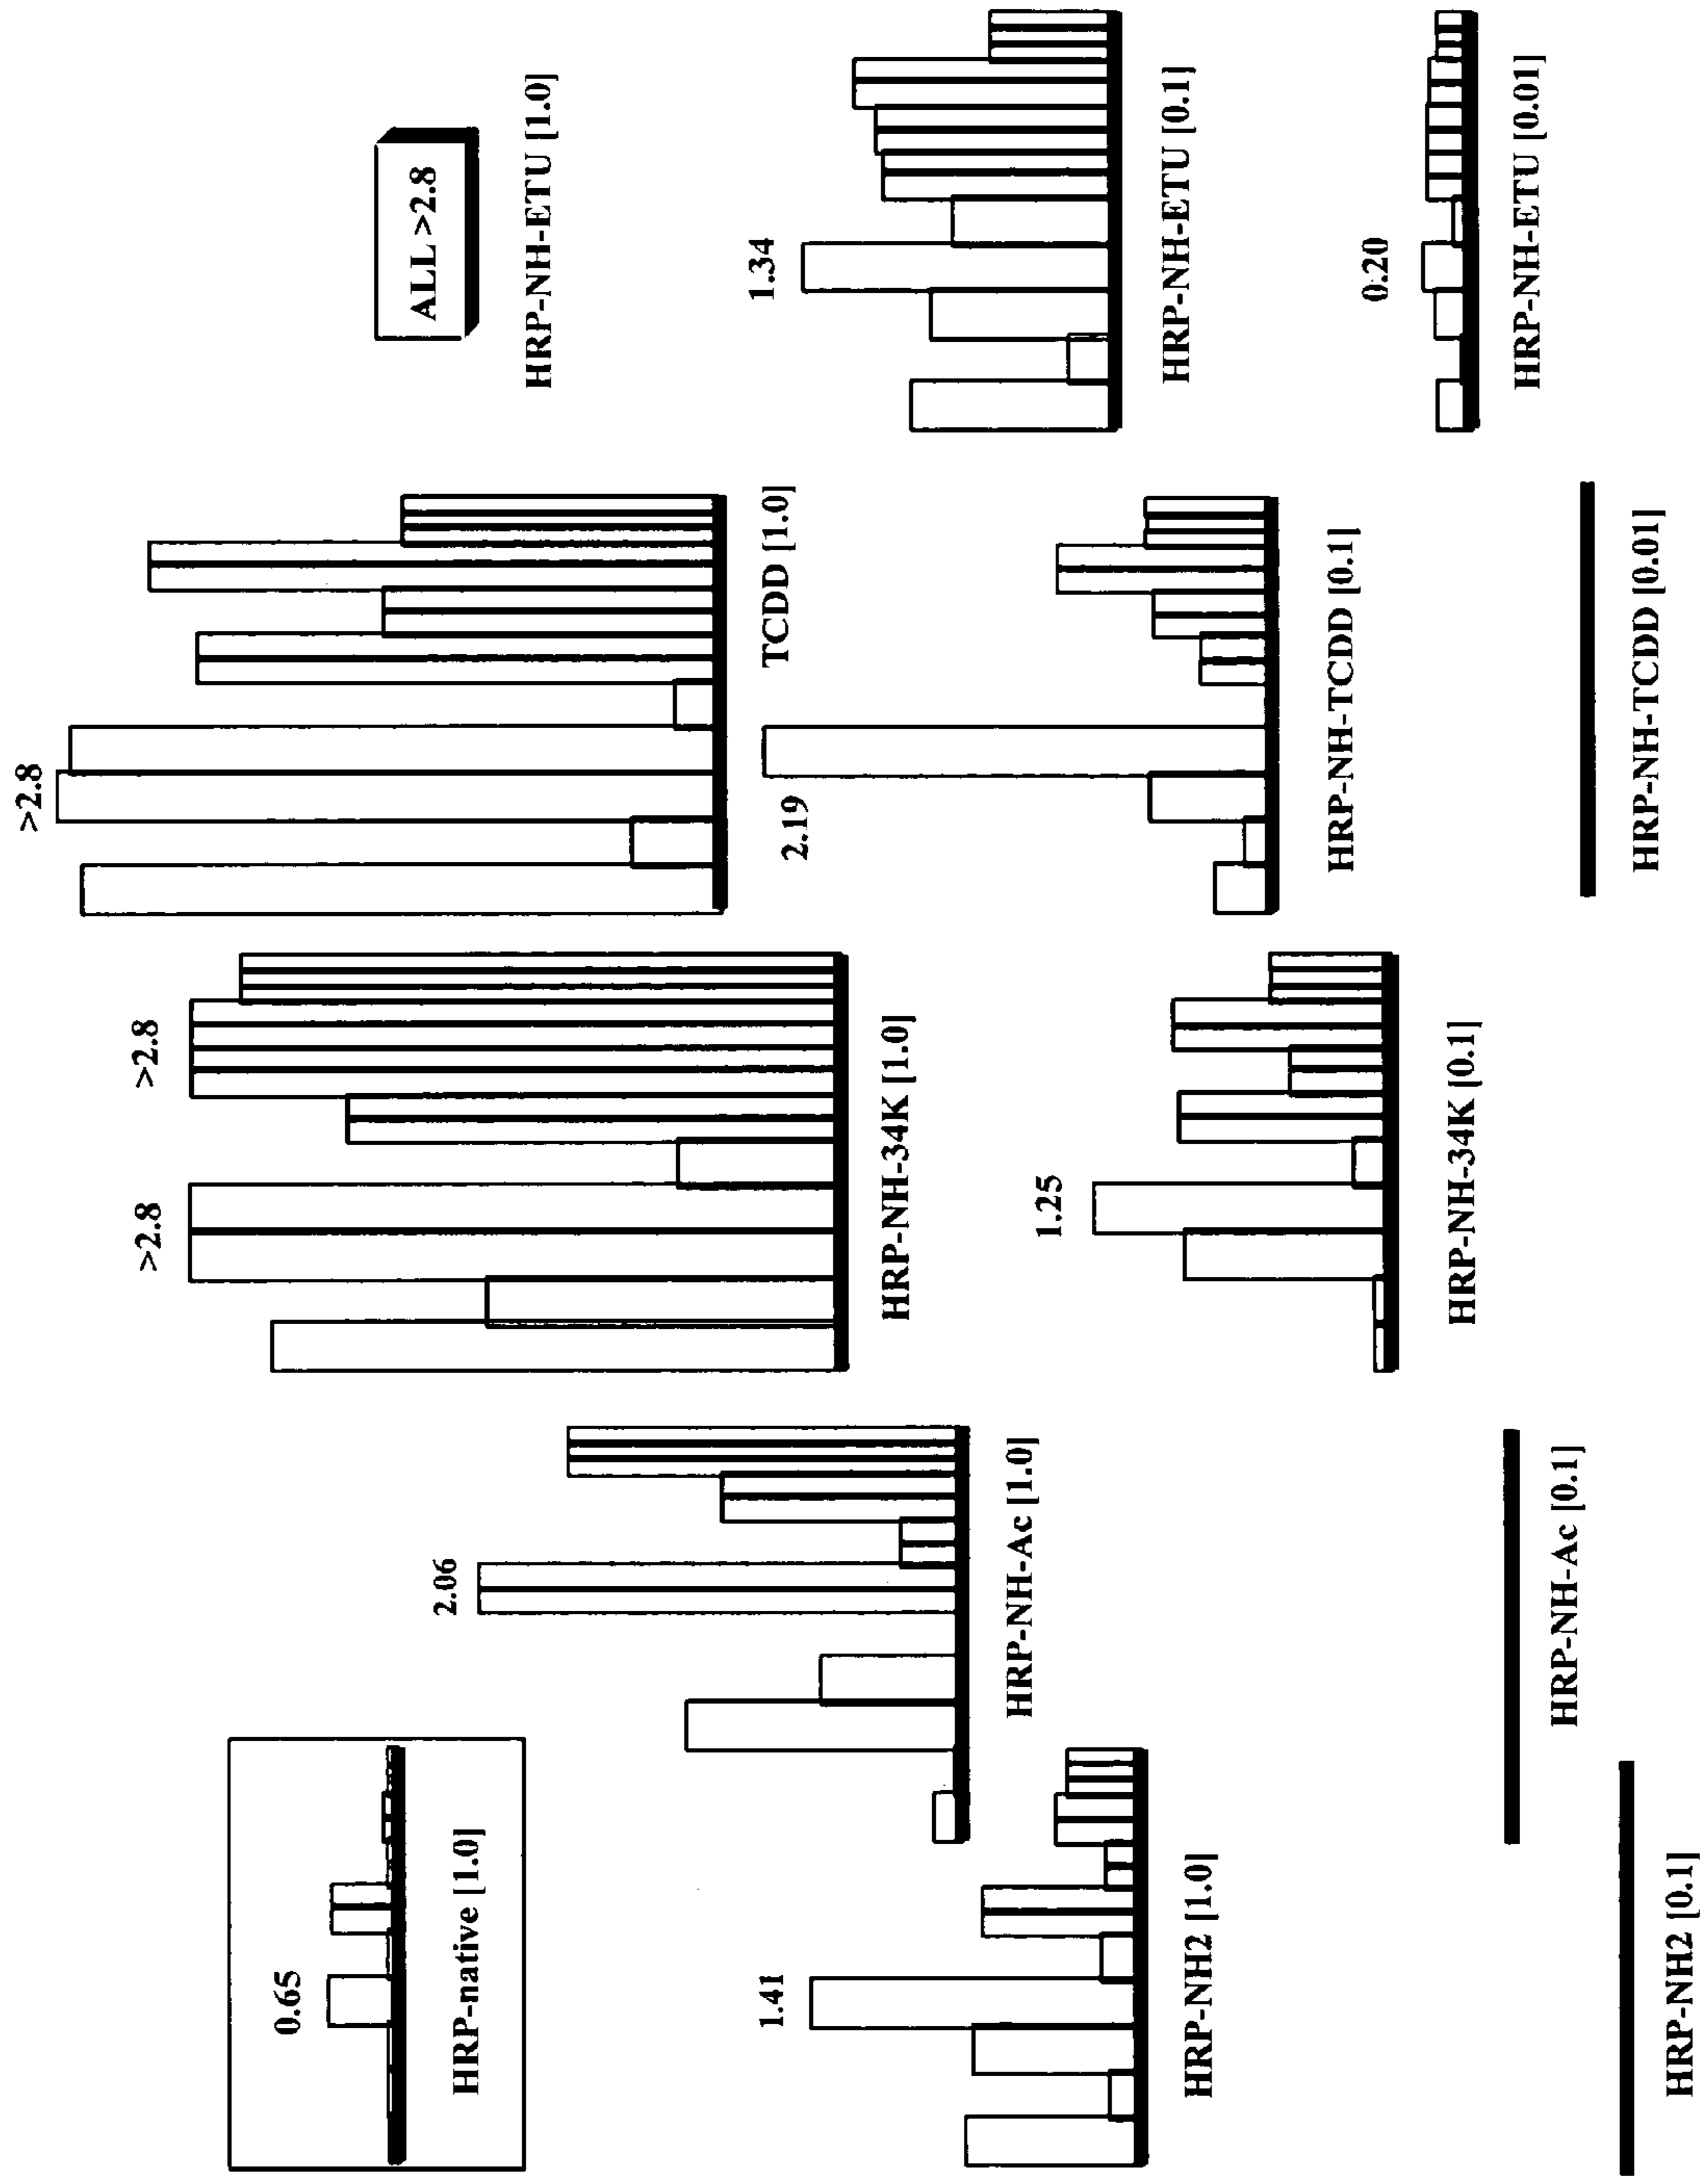 0.65
HRP-native [1.0]
1.41
HRP-NH2 [1.0]
HRP-NH2 [0.1]
2.06
HRP-NH-Ac [1.0]
HRP-NH-Ac [0.1]
>2.8
>2.8
HRP-NH-34K [1.0]
1.25
HRP-NH-34K [0.1]
>2.8
TCDD [1.0]
2.19
HRP-NH-TCDD [0.1]
HRP-NH-TCDD [0.01]
ALL >2.8
HRP-NH-ETU [1.0]
1.34
HRP-NH-ETU [0.1]
0.20
HRP-NH-ETU [0.01]